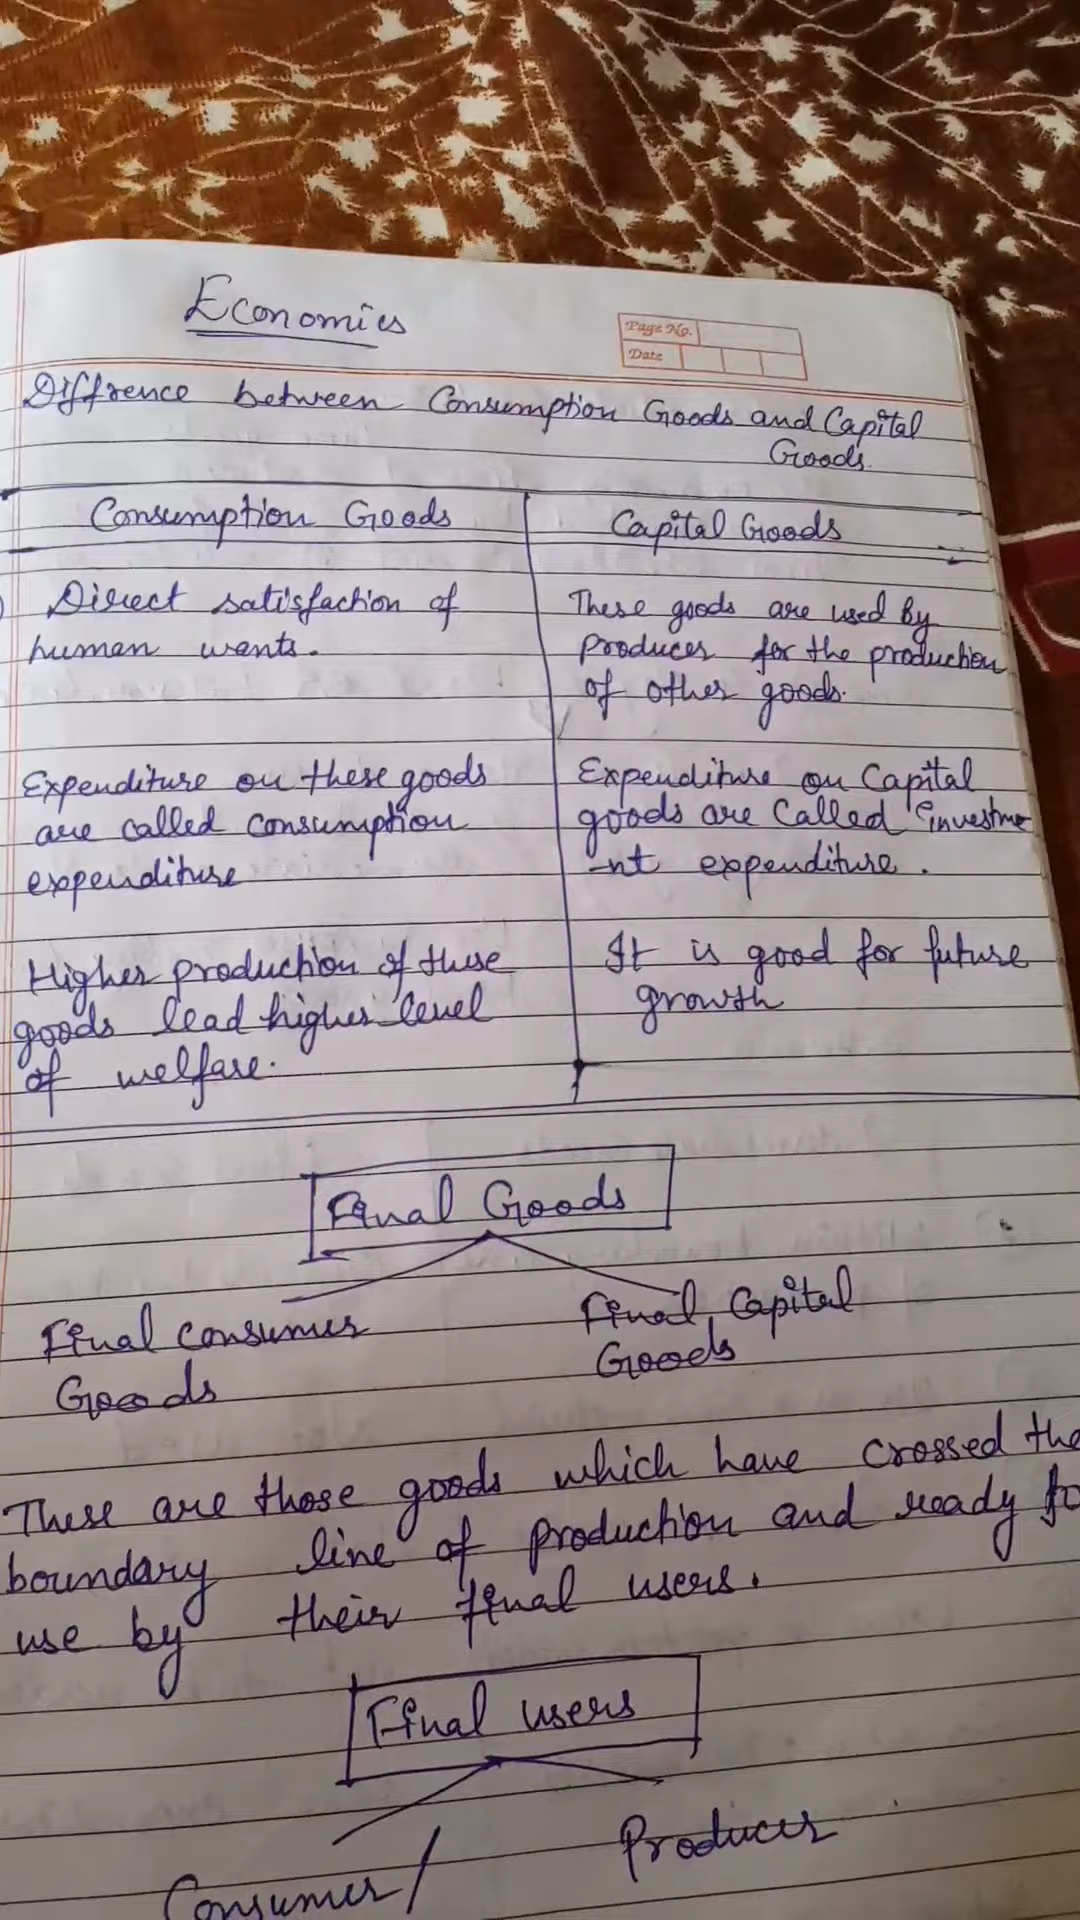 Economics
Page No.
Date
Diffrence between Consumption Goods and Capital
Goods.
Consumption Goods
Direct satisfaction of
human wants.
Expenditure on these goods
are called consumption
expenditure
Higher production of these
goods lead higher level
of welfare.
Capital Goods
These goods are used by
producer for the production
of other goods.
Expenditure on Capital
goods are Called investme
-nt expenditure.
It is good for future
growth
Final Goods
Final consumer
Goods
Final Capital
Goods
These are those goods which have crossed the
boundary line of production and ready fo
use by their final users.
Final users
Consumer/
Producer